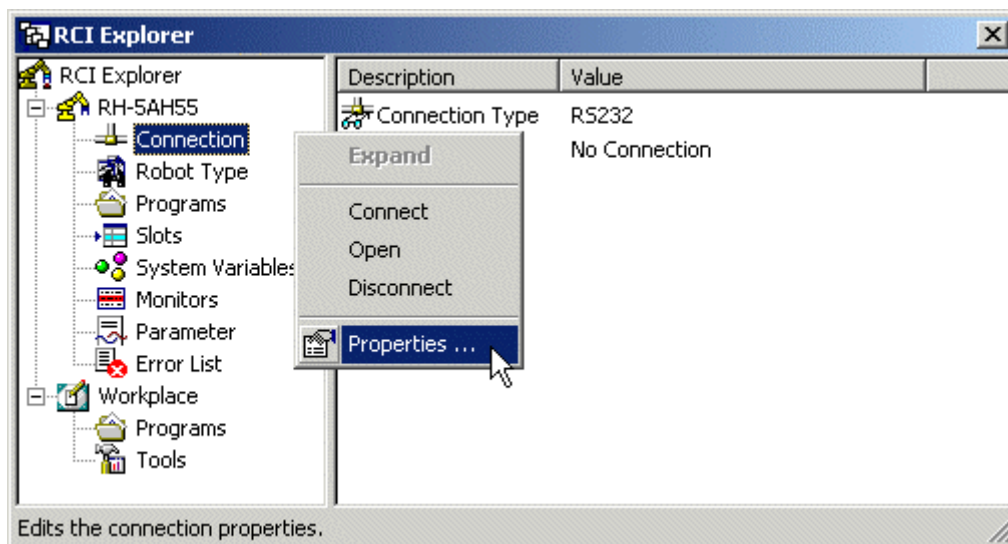 RCI Explorer
RCI Explorer
RH-5AH55
Connection
Robot Type
Programs
Slots
System Variables
Monitors
Parameter
Error List
Workplace
Programs
Tools
Description Value
Connection Type RS232
No Connection
Expand
Connect
Open
Disconnect
Properties ...
Edits the connection properties.